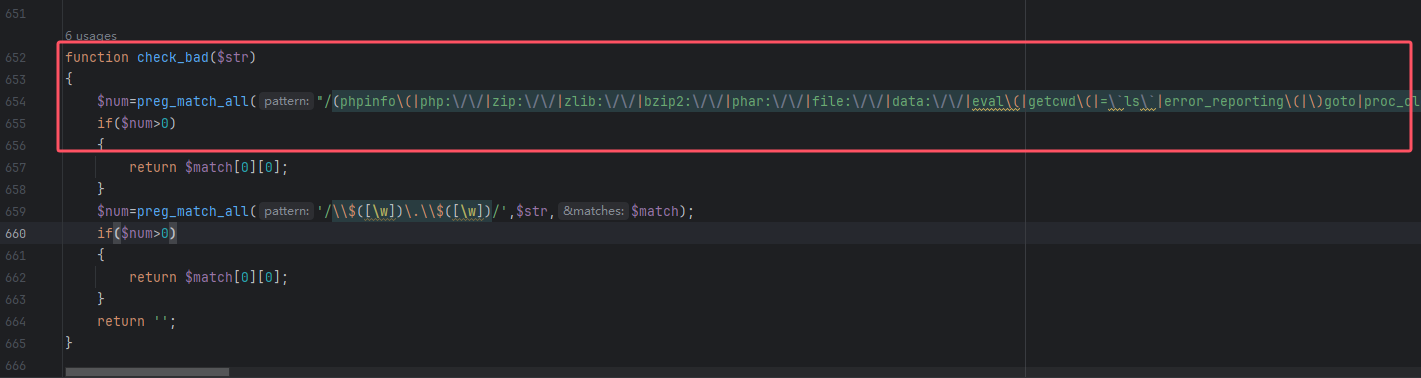 651
6 usages
652 function check_bad($str)
653 {
654 $num=preg_match_all( pattern: "/(phpinfo\(|php:\/\/|zip:\/\/|zlib:\/\/|bzip2:\/\/|phar:\/\/|file:\/\/|data:\/\/|eval\(|getcwd\(|=\`ls\`|error_reporting\(|\)goto|proc_cl
655 if($num>0)
656 {
657 return $match[0][0];
658 }
659 $num=preg_match_all( pattern: '/\\$([\w])\.\\$([\w])/',$str, &matches: $match);
660 if($num>0)
661 {
662 return $match[0][0];
663 }
664 return '';
665 }
666